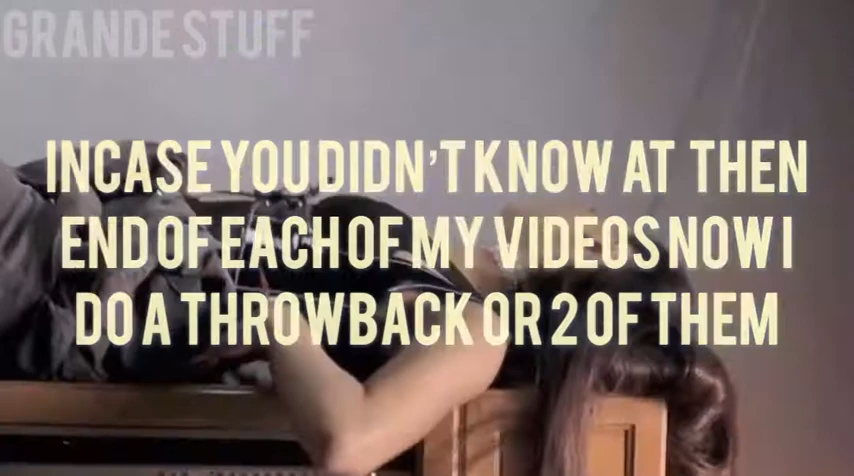 GRANDE STUFF
INCASE YOU DIDN'T KNOW AT THEN
END OF EACH OF MY VIDEOS NOW I
DO A THROWBACK OR 2 OF THEM